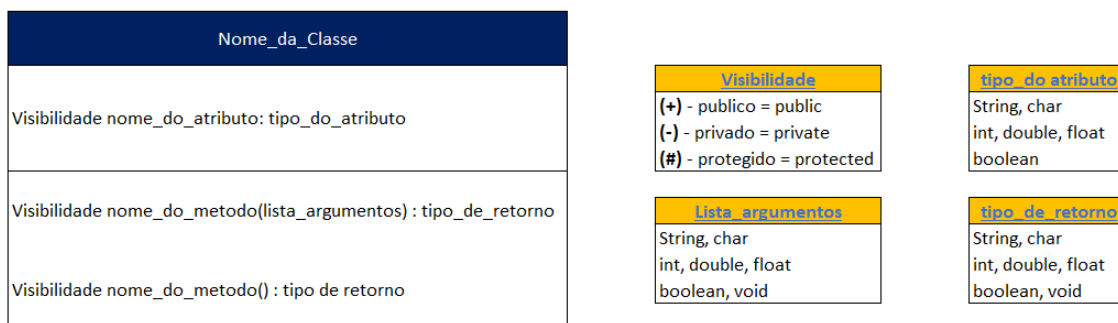 Nome_da_Classe
Visibilidade nome_do_atributo: tipo_do_atributo
Visibilidade nome_do_metodo(lista_argumentos) : tipo_de_retorno
Visibilidade nome_do_metodo() : tipo de retorno
Visibilidade
(+) - publico = public
(-) - privado = private
(#) - protegido = protected
tipo_do atributo
String, char
int, double, float
boolean
Lista_argumentos
String, char
int, double, float
boolean, void
tipo_de_retorno
String, char
int, double, float
boolean, void